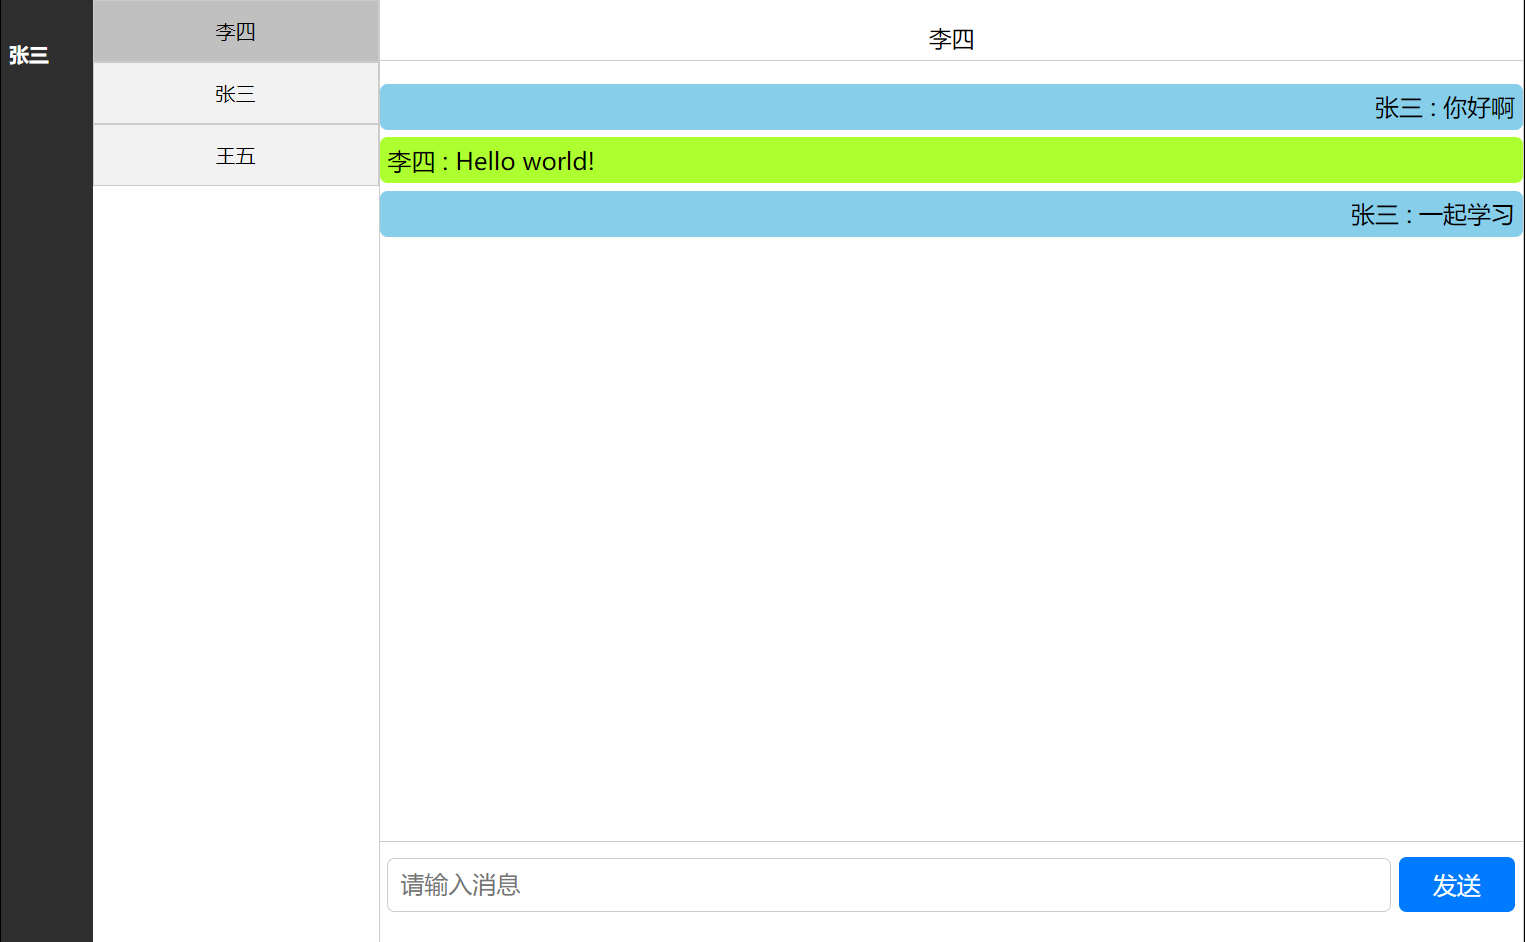 张三
李四
张三
王五
李四
张三 : 你好啊
李四 : Hello world!
张三 : 一起学习
请输入消息
发送